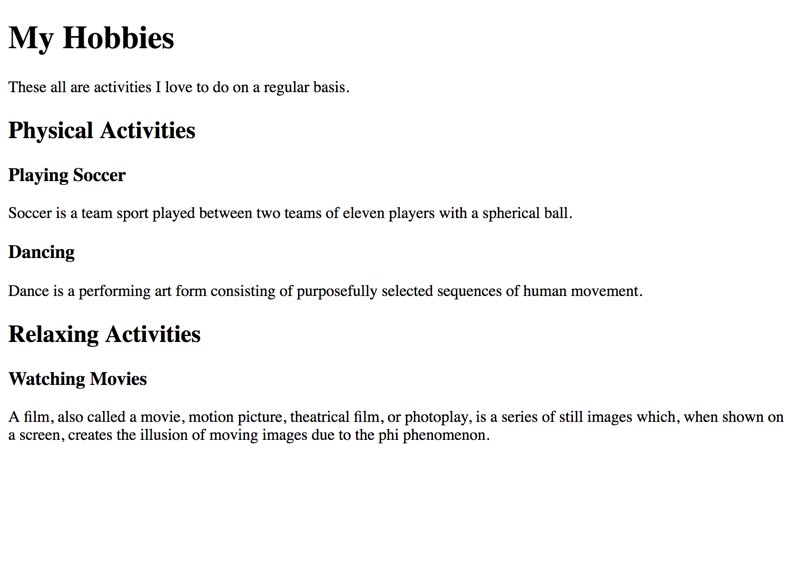 My Hobbies
These all are activities I love to do on a regular basis.
Physical Activities
Playing Soccer
Soccer is a team sport played between two teams of eleven players with a spherical ball.
Dancing
Dance is a performing art form consisting of purposefully selected sequences of human movement.
Relaxing Activities
Watching Movies
A film, also called a movie, motion picture, theatrical film, or photoplay, is a series of still images which, when shown on
a screen, creates the illusion of moving images due to the phi phenomenon.